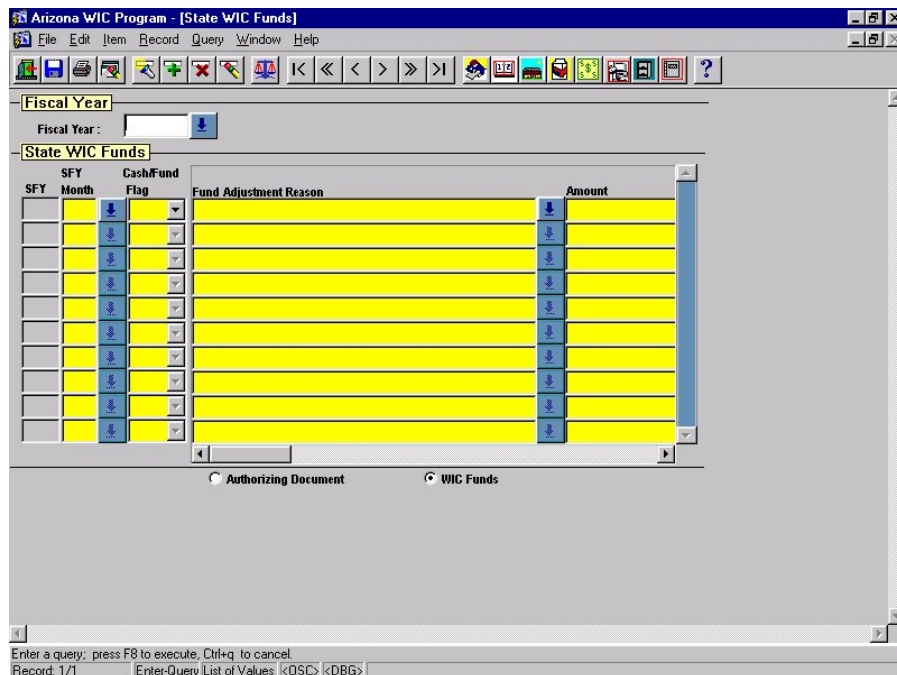 Arizona WIC Program - [State WIC Funds]
File Edit Item Record Query Window Help
Fiscal Year
Fiscal Year :
State WIC Funds
SFY Cash/Fund
SFY Month Flag Fund Adjustment Reason Amount
Authorizing Document WIC Funds
Enter a query; press F8 to execute, Ctrl+q to cancel.
Record: 1/1 Enter-Query List of Values <OSC> <DBG>